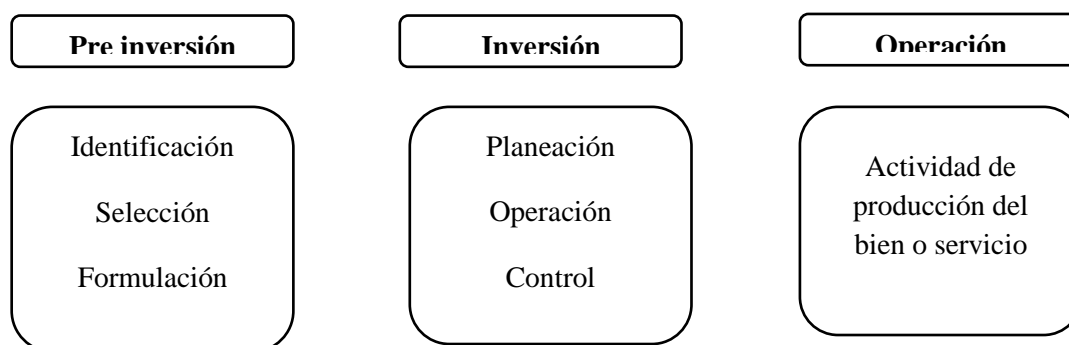 Pre inversión
Inversión
Operación
Identificación
Selección
Formulación
Planeación
Operación
Control
Actividad de
producción del
bien o servicio